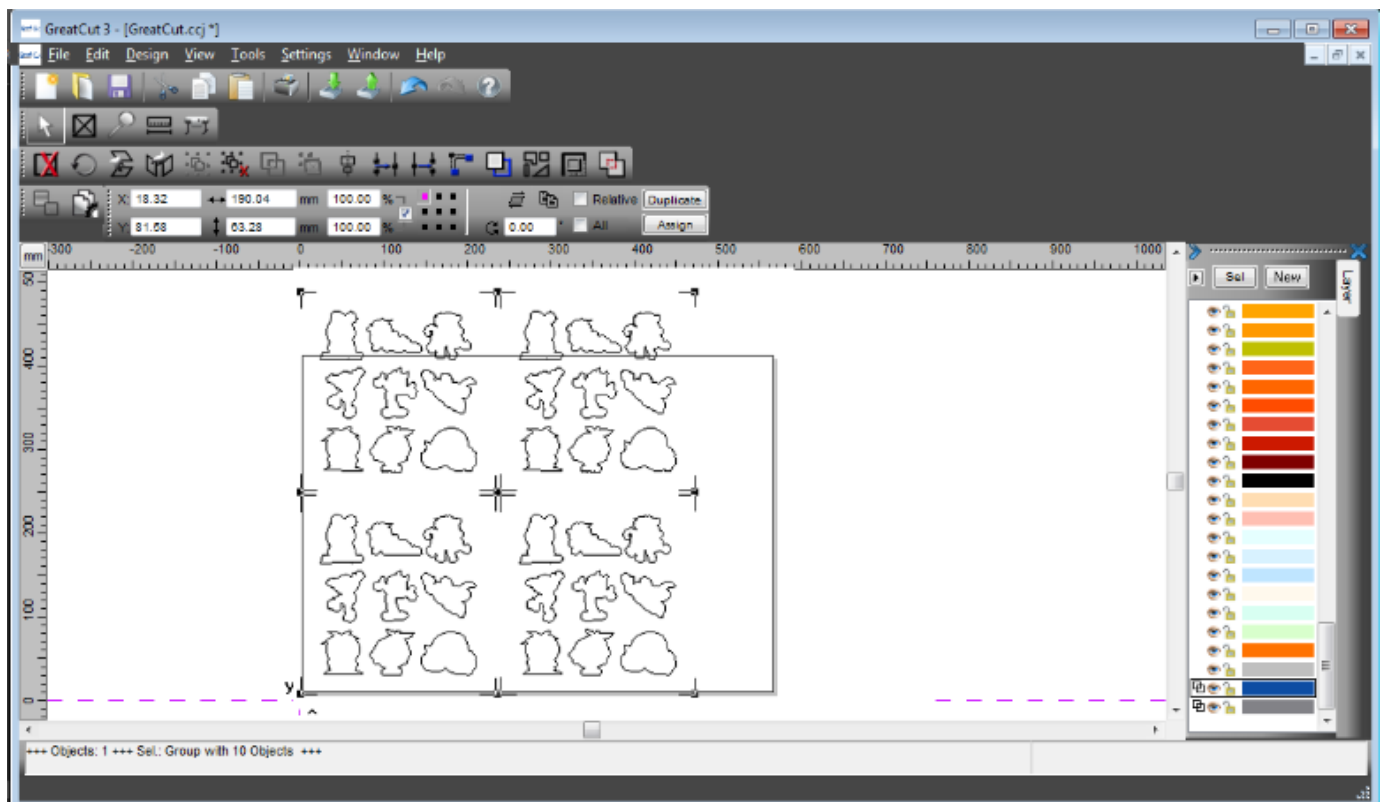 GreatCut 3 - [GreatCut.ccj *]
File Edit Design View Tools Settings Window Help
X: 18.32 190.04 mm 100.00 % Relative Duplicate
Y: 81.58 63.28 mm 100.00 % 0.00 ° All Assign
mm -300 -200 -100 0 100 200 300 400 500 600 700 800 900 1000
Sel New
Layer
50
400
300
200
100
0
y
+++ Objects: 1 +++ Sel.: Group with 10 Objects +++